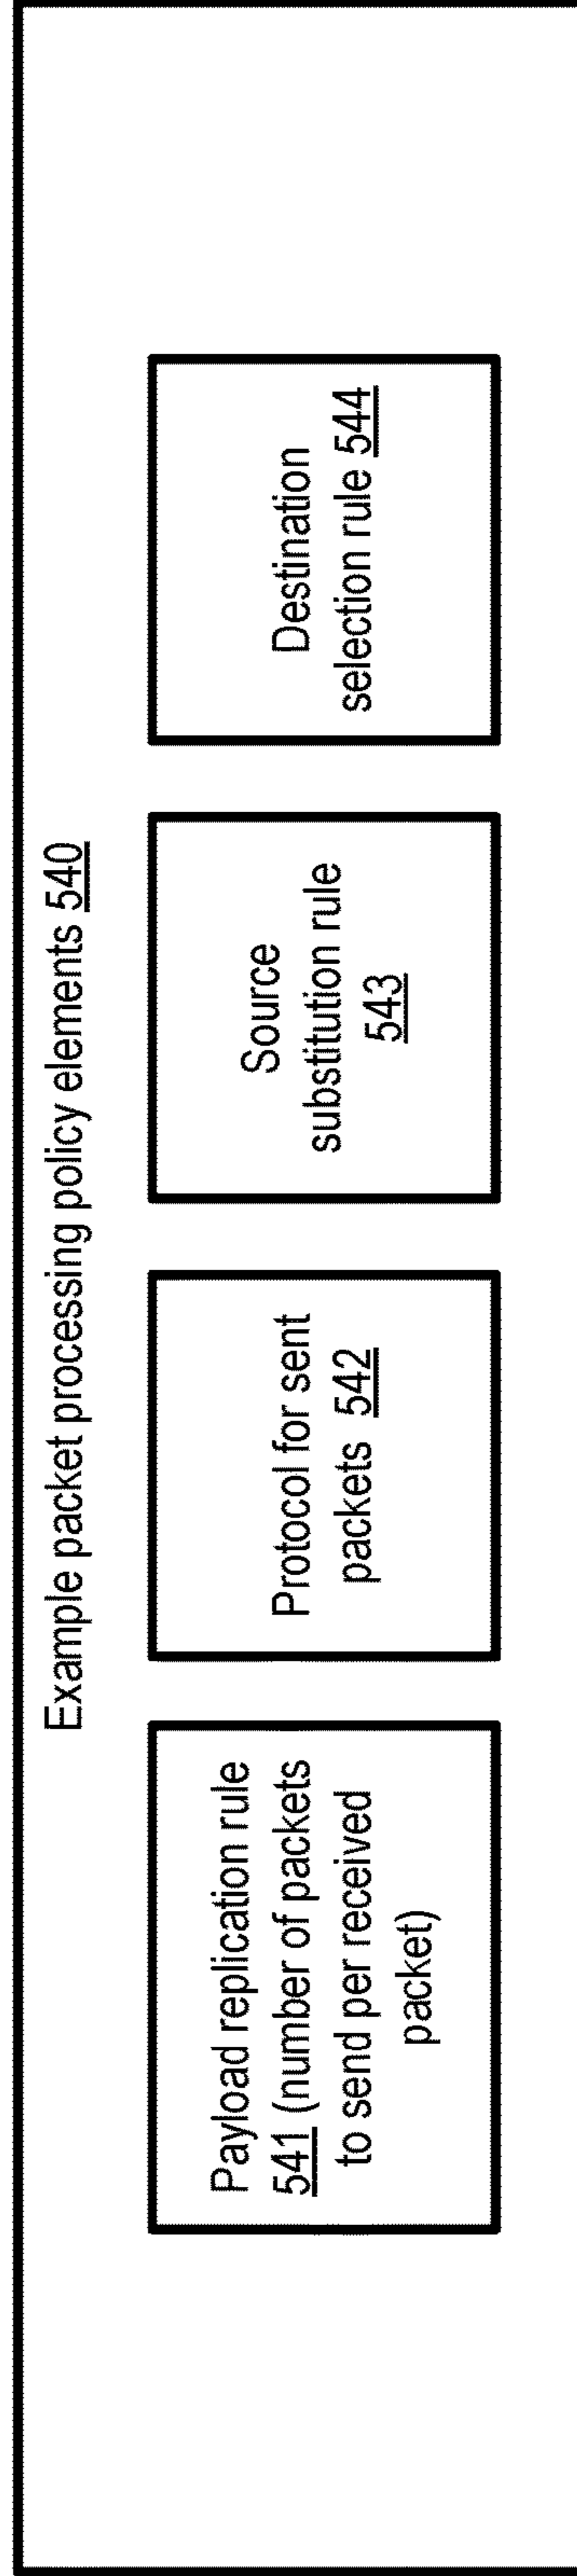 Example packet processing policy elements 540
Payload replication rule
541 (number of packets
to send per received
packet)
Protocol for sent
packets 542
Source
substitution rule
543
Destination
selection rule 544